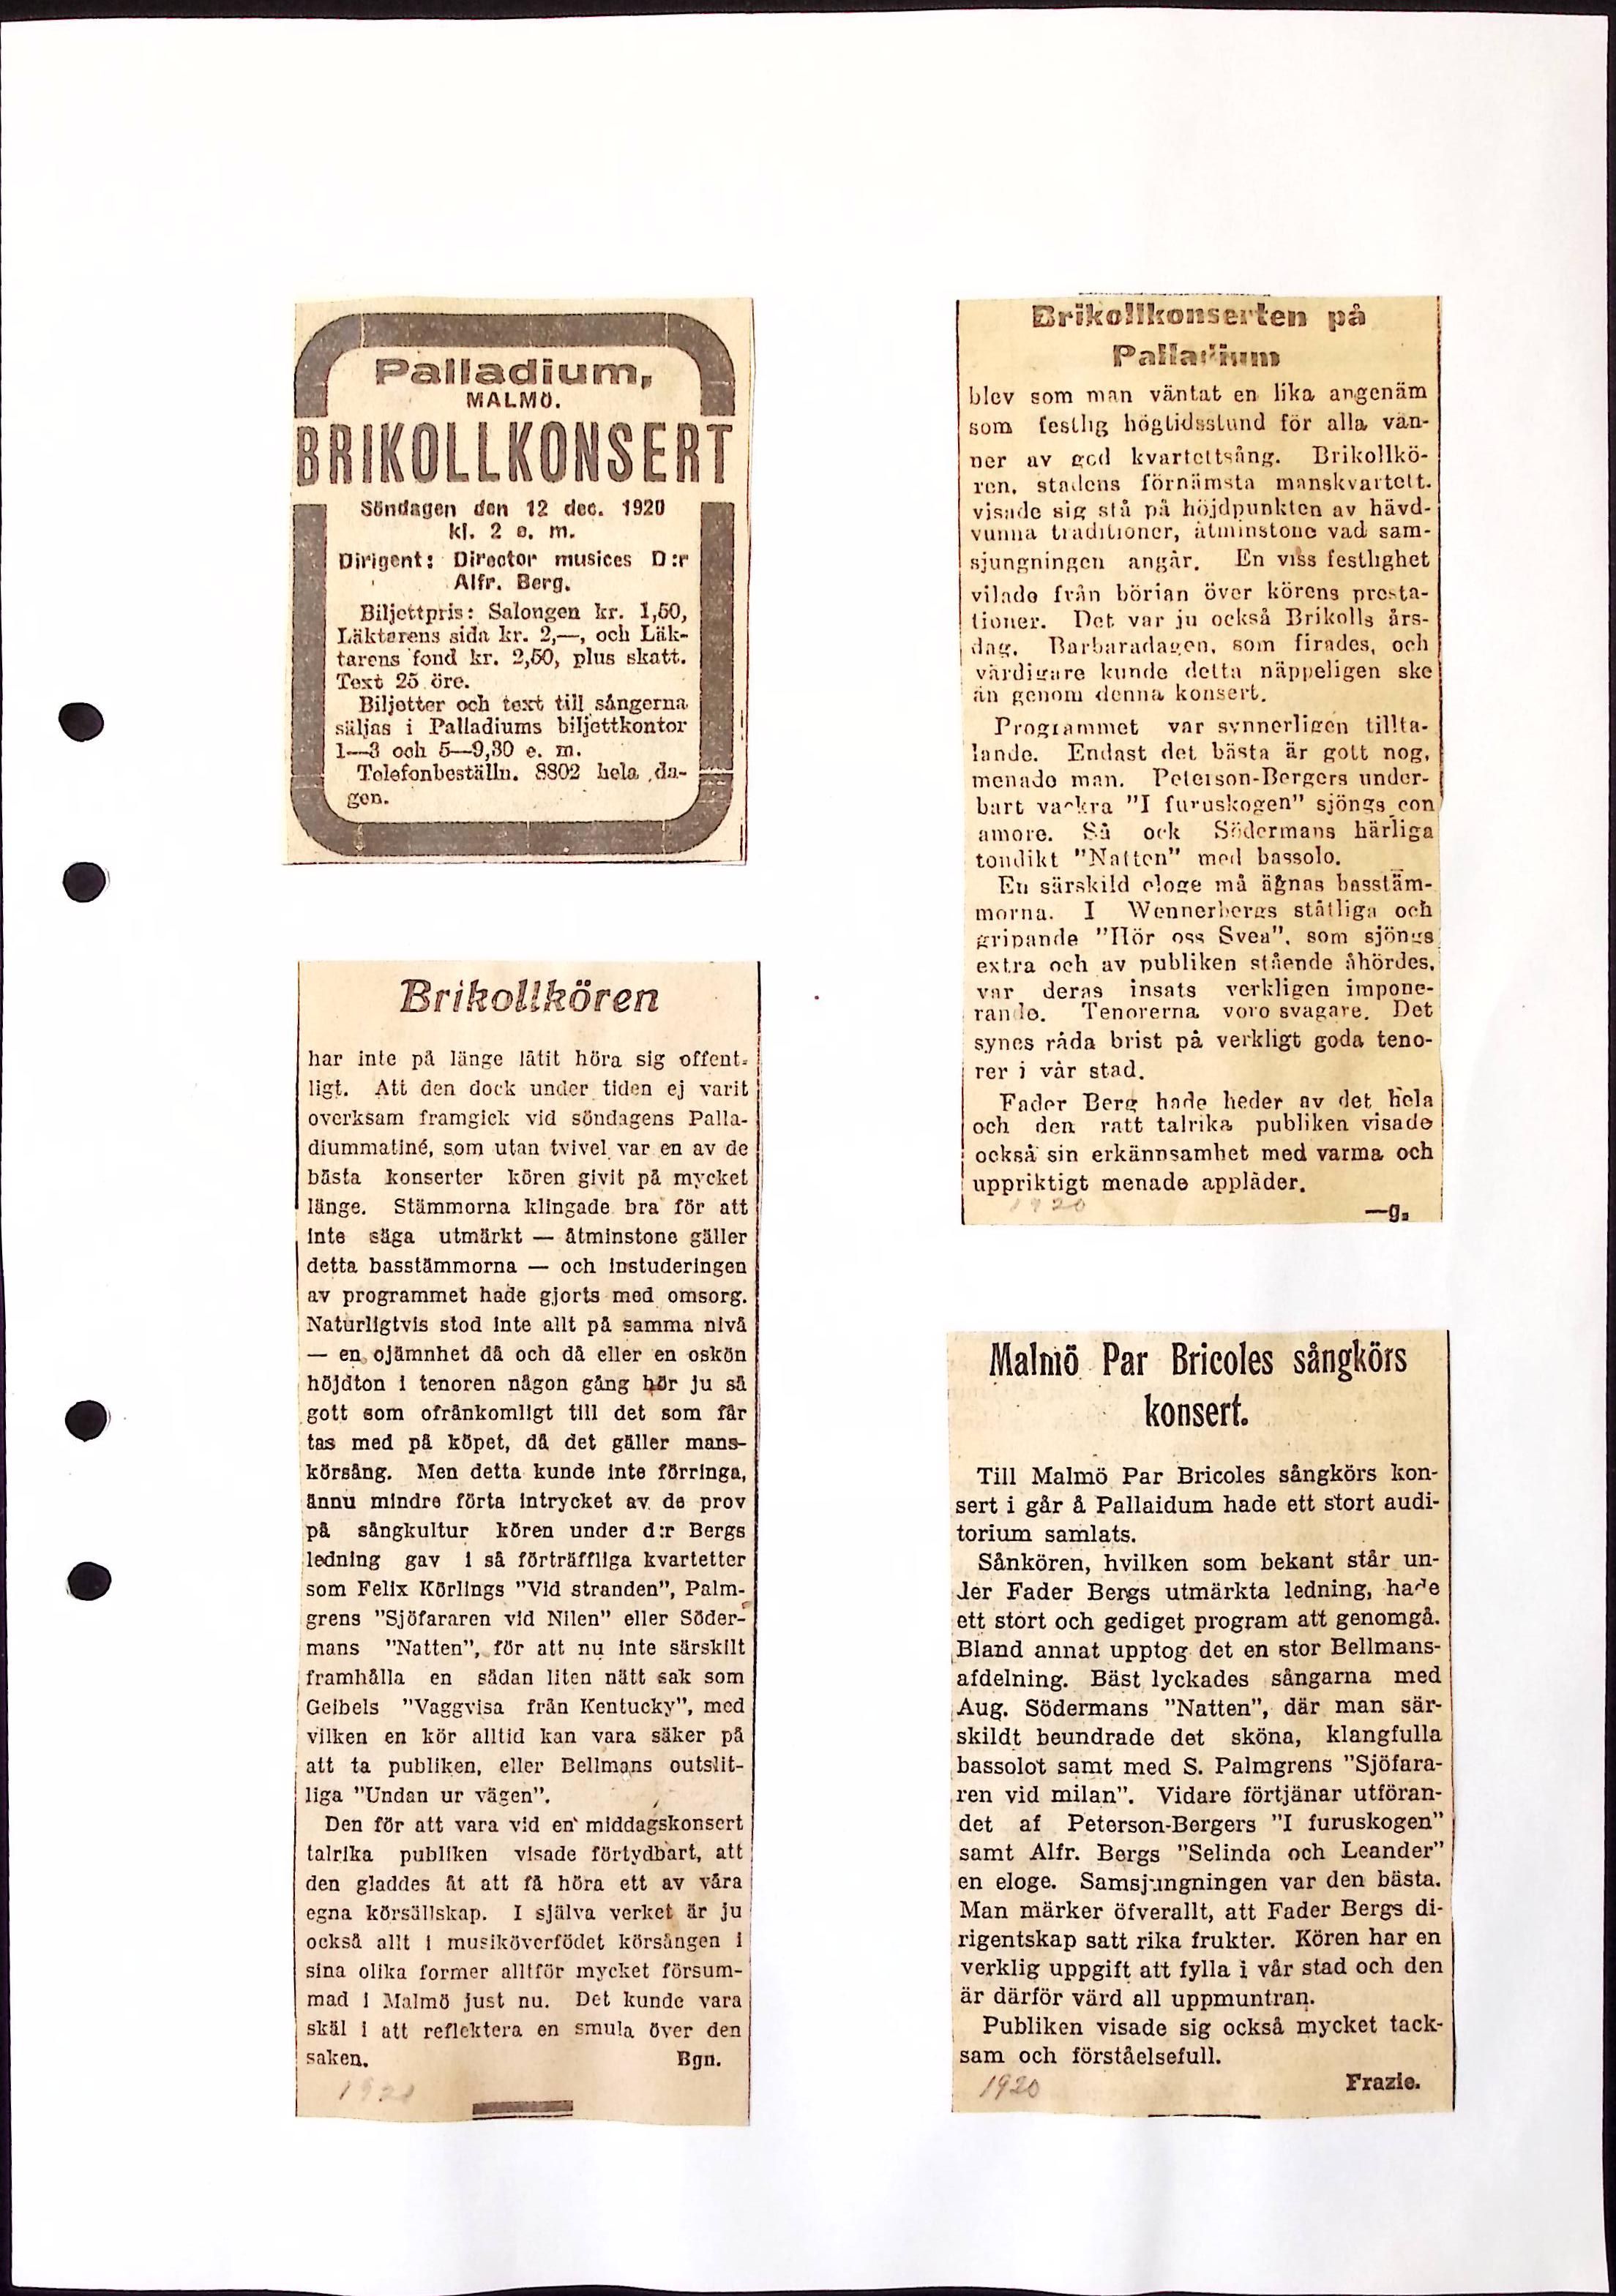 Palladium,
MALMÖ.
BRIKOLLKONSERT
Söndagen den 12 dec. 1920
kl. 2 e. m.
Dirigent: Director musices D:r
Alfr. Berg.
Biljettpris: Salongen kr. 1,50,
Läktarens sida kr. 2,—, och Läk-
tarens fond kr. 2,50, plus skatt.
Text 25 öre.
Biljetter och text till sångerna
säljas i Palladiums biljettkontor
1—3 och 5—9,30 e. m.
Telefonbeställn. 8802 hela da-
gen.
Brikollkören
har inte på länge låtit höra sig offent-
ligt. Att den dock under tiden ej varit
overksam framgick vid söndagens Palla-
diummatiné, som utan tvivel var en av de
bästa konserter kören givit på mycket
länge. Stämmorna klingade bra för att
inte säga utmärkt — åtminstone gäller
detta basstämmorna — och instuderingen
av programmet hade gjorts med omsorg.
Naturligtvis stod inte allt på samma nivå
— en ojämnhet då och då eller en oskön
höjdton i tenoren någon gång hör ju så
gott som ofrånkomligt till det som får
tas med på köpet, då det gäller mans-
körsång. Men detta kunde inte förringa,
ännu mindre förta intrycket av de prov
på sångkultur kören under d:r Bergs
ledning gav i så förträffliga kvartetter
som Felix Körlings "Vid stranden", Palm-
grens "Sjöfararen vid Nilen" eller Söder-
mans "Natten", för att nu inte särskilt
framhålla en sådan liten nätt sak som
Geibels "Vaggvisa från Kentucky", med
vilken en kör alltid kan vara säker på
att ta publiken, eller Bellmans outslit-
liga "Undan ur vägen".
Den för att vara vid en middagskonsert
talrika publiken visade förtydbart, att
den gladdes åt att få höra ett av våra
egna körsällskap. I själva verket är ju
också allt i musiköverflödet körsången i
sina olika former alltför mycket försum-
mad i Malmö just nu. Det kunde vara
skäl i att reflektera en smula över den
saken. Bgn.
1920
Brikollkonserten på
Palladium
blev som man väntat en lika angenäm
som festlig högtidsstund för alla vän-
ner av god kvartettsång. Brikollkö-
ren, stadens förnämsta manskvartett.
visade sig stå på höjdpunkten av hävd-
vunna traditioner, åtminstone vad sam-
sjungningen angår. En viss festlighet
vilade från början över körens presta-
tioner. Det var ju också Brikolls års-
dag, Barbaradagen, som firades, och
värdigare kunde detta näppeligen ske
än genom denna konsert.
Programmet var synnerligen tillta-
lande. Endast det bästa är gott nog,
menade man. Peterson-Bergers under-
bart vackra "I furuskogen" sjöngs con
amore. Så ock Södermans härliga
tondikt "Natten" med bassolo.
En särskild eloge må ägnas basstäm-
morna. I Wennerbergs ståtliga och
gripande "Hör oss Svea", som sjöngs
extra och av publiken stående åhördes,
var deras insats verkligen impone-
rande. Tenorerna voro svagare. Det
synes råda brist på verkligt goda teno-
rer i vår stad.
Fader Berg hade heder av det hela
och den rätt talrika publiken visade
också sin erkännsamhet med varma och
uppriktigt menade applåder.
1920 —g.
Malmö Par Bricoles sångkörs
konsert.
Till Malmö Par Bricoles sångkörs kon-
sert i går å Pallaidum hade ett stort audi-
torium samlats.
Sånkören, hvilken som bekant står un-
der Fader Bergs utmärkta ledning, hade
ett stort och gediget program att genomgå.
Bland annat upptog det en stor Bellmans-
afdelning. Bäst lyckades sångarna med
Aug. Södermans "Natten", där man sär-
skildt beundrade det sköna, klangfulla
bassolot samt med S. Palmgrens "Sjöfara-
ren vid milan". Vidare förtjänar utföran-
det af Peterson-Bergers "I furuskogen"
samt Alfr. Bergs "Selinda och Leander"
en eloge. Samsjungningen var den bästa.
Man märker öfverallt, att Fader Bergs di-
rigentskap satt rika frukter. Kören har en
verklig uppgift att fylla i vår stad och den
är därför värd all uppmuntran.
Publiken visade sig också mycket tack-
sam och förståelsefull.
1920 Frazie.